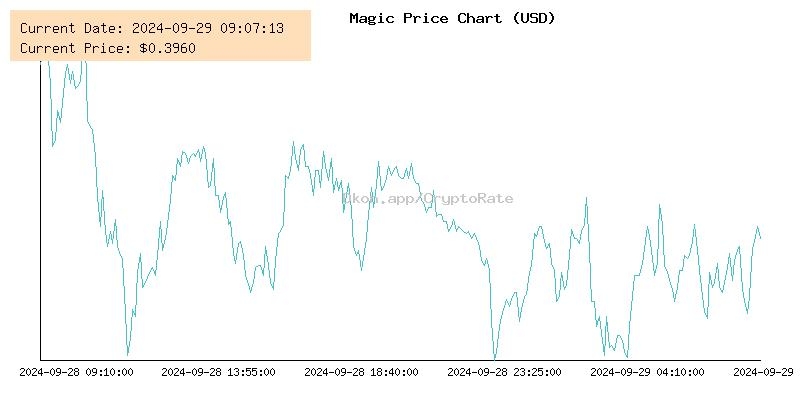 Magic Price Chart (USD)
Current Date: 2024-09-29 09:07:13
Current Price: $0.3960
0kon.app/CryptoRate
2024-09-28 09:10:00 2024-09-28 13:55:00 2024-09-28 18:40:00 2024-09-28 23:25:00 2024-09-29 04:10:00 2024-09-29